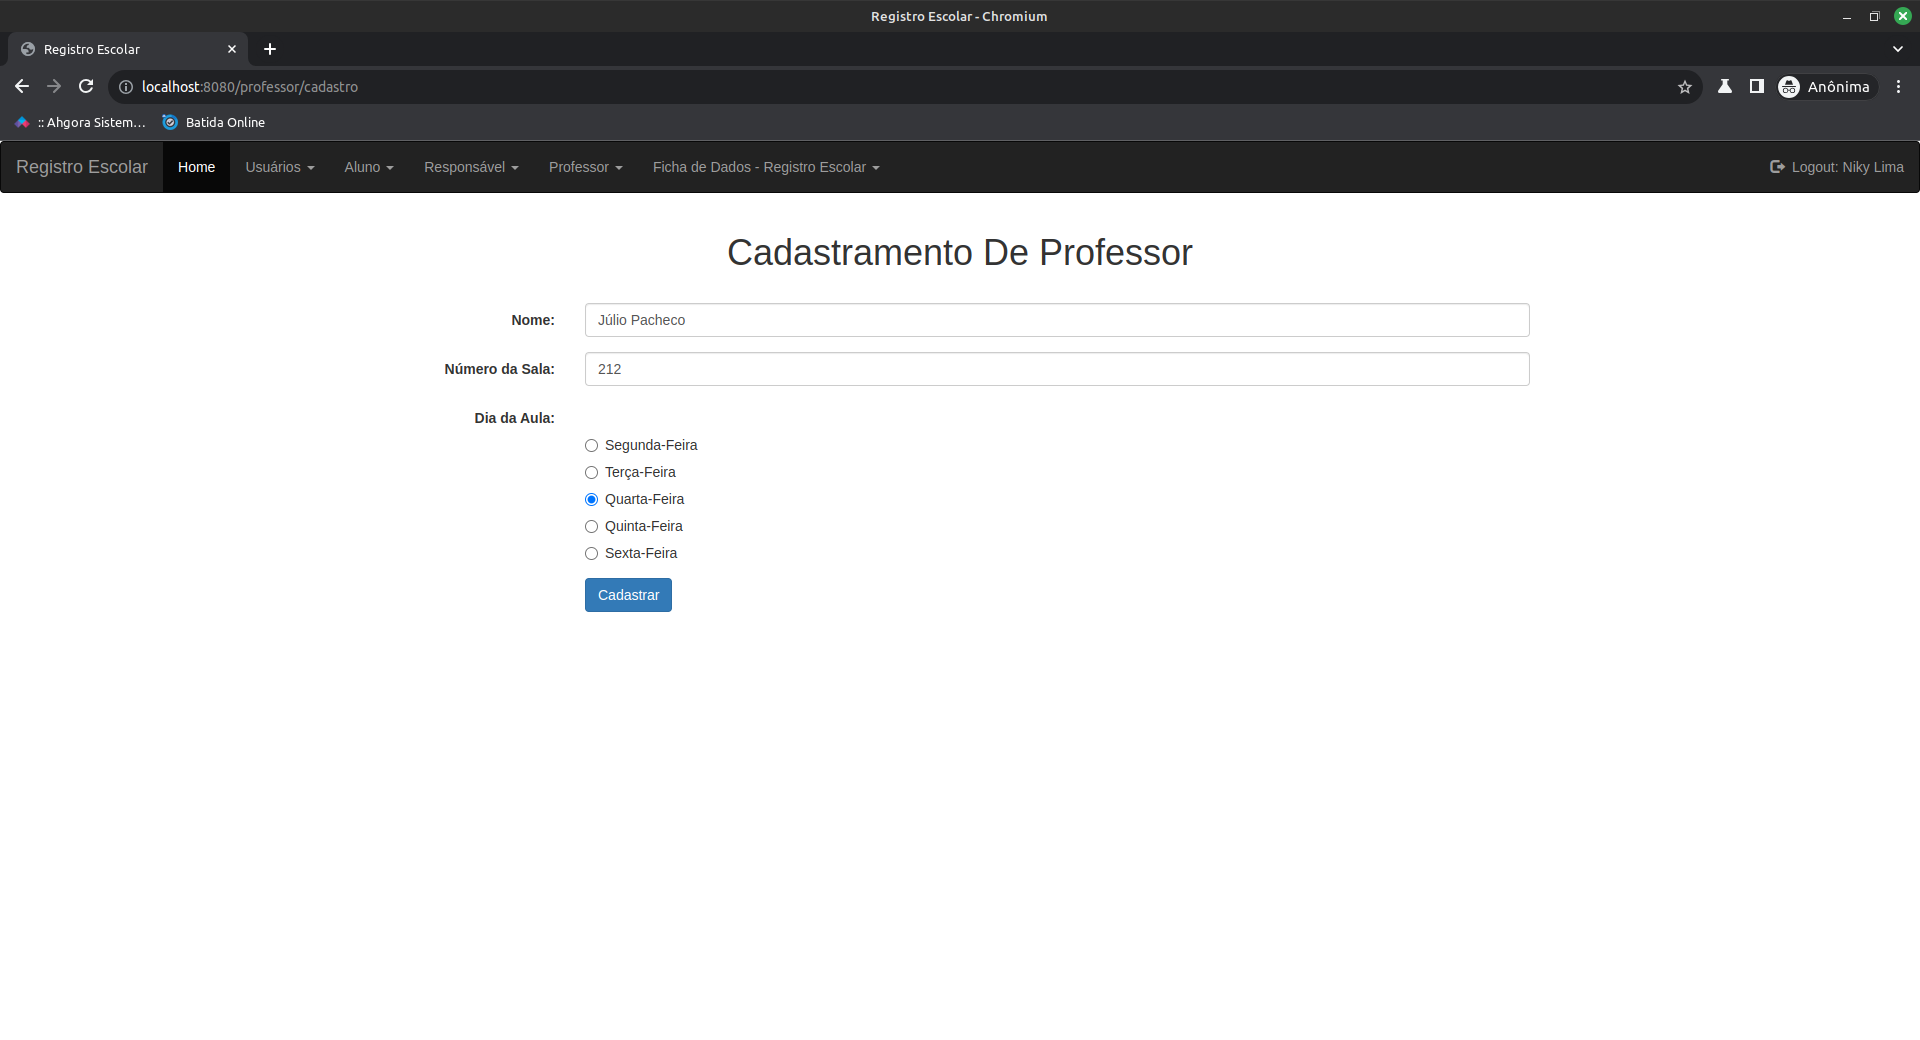 Registro Escolar - Chromium
Registro Escolar
localhost:8080/professor/cadastro
Anônima
:: Ahgora Sistem...
Batida Online
Registro Escolar Home Usuários Aluno Responsável Professor Ficha de Dados - Registro Escolar Logout: Niky Lima
Cadastramento De Professor
Nome: Júlio Pacheco
Número da Sala: 212
Dia da Aula:
Segunda-Feira
Terça-Feira
Quarta-Feira
Quinta-Feira
Sexta-Feira
Cadastrar